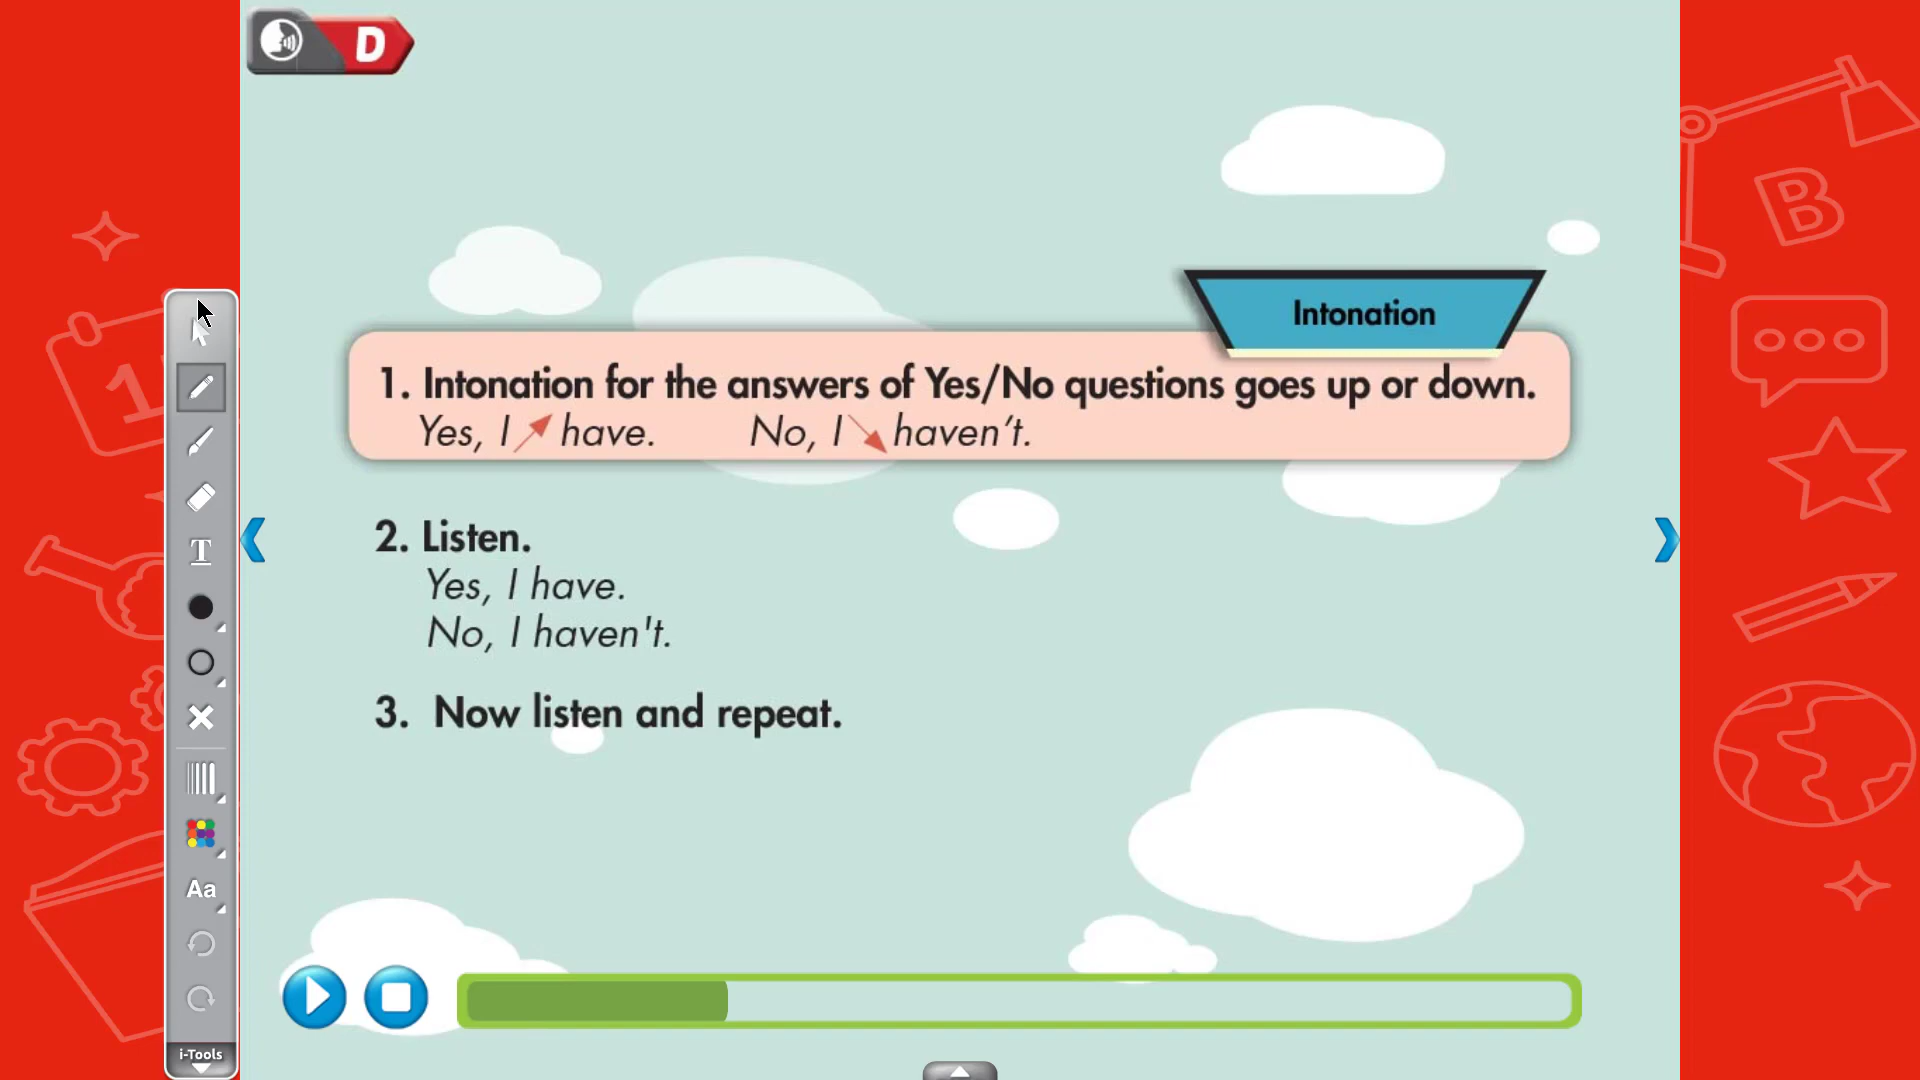 D
Intonation
1. Intonation for the answers of Yes/No questions goes up or down.
Yes, I have. No, I haven't.
2. Listen.
Yes, I have.
No, I haven't.
3. Now listen and repeat.
T
Aa
i-Tools
1
B